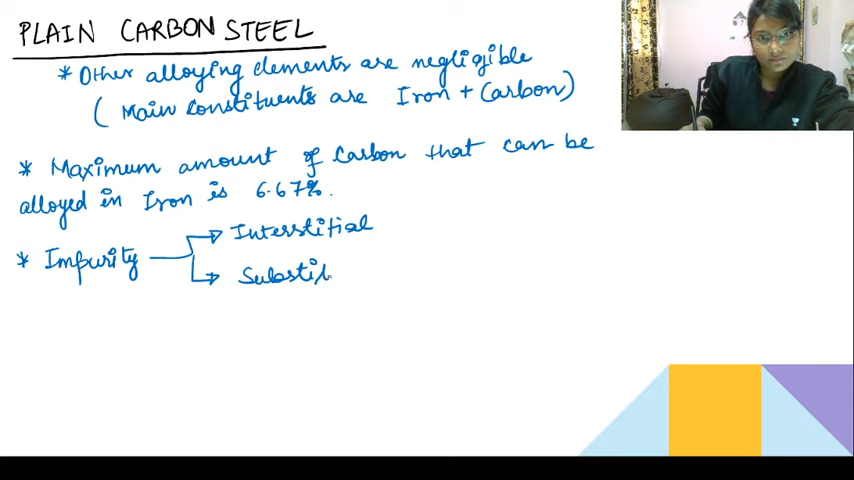 PLAIN CARBON STEEL
* Other alloying elements are negligible
( Main constituents are Iron + Carbon)
* Maximum amount of Carbon that can be
alloyed in Iron is 6.67%.
* Impurity → Interstitial
→ Substit